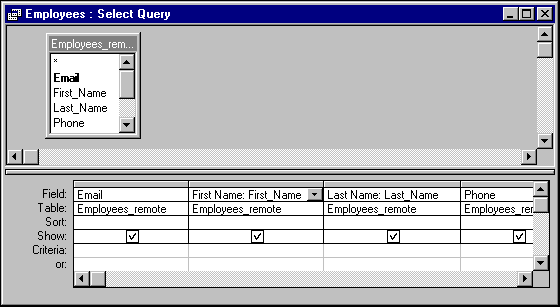 Employees : Select Query
Employees_rem...
*
Email
First_Name
Last_Name
Phone
Field: Email First Name: First_Name Last Name: Last_Name Phone
Table: Employees_remote Employees_remote Employees_remote Employees_rer
Sort:
Show:
Criteria:
or: